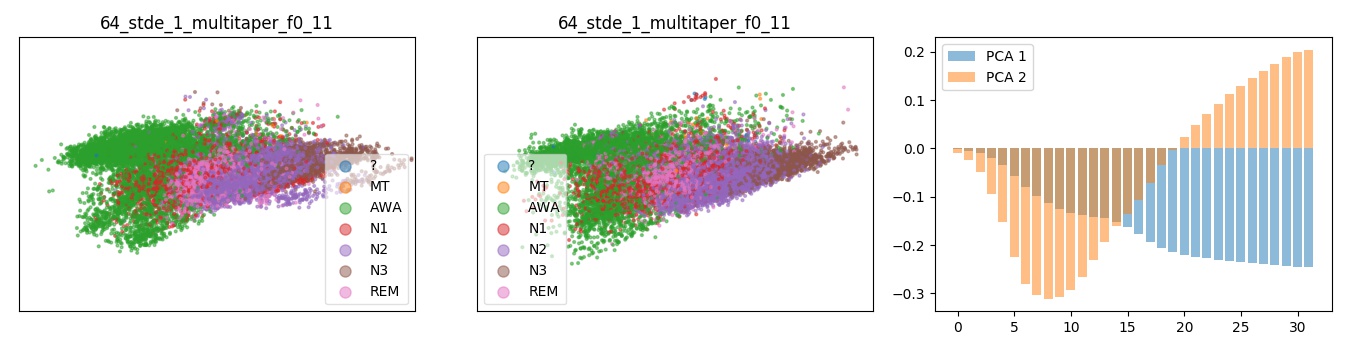 64_stde_1_multitaper_f0_11
?
MT
AWA
N1
N2
N3
REM
64_stde_1_multitaper_f0_11
?
MT
AWA
N1
N2
N3
REM
PCA 1
PCA 2
0.2
0.1
0.0
−0.1
−0.2
−0.3
0 5 10 15 20 25 30